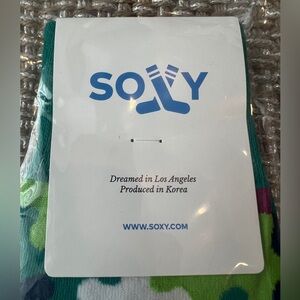 SOXY
Dreamed in Los Angeles
Produced in Korea
WWW.SOXY.COM